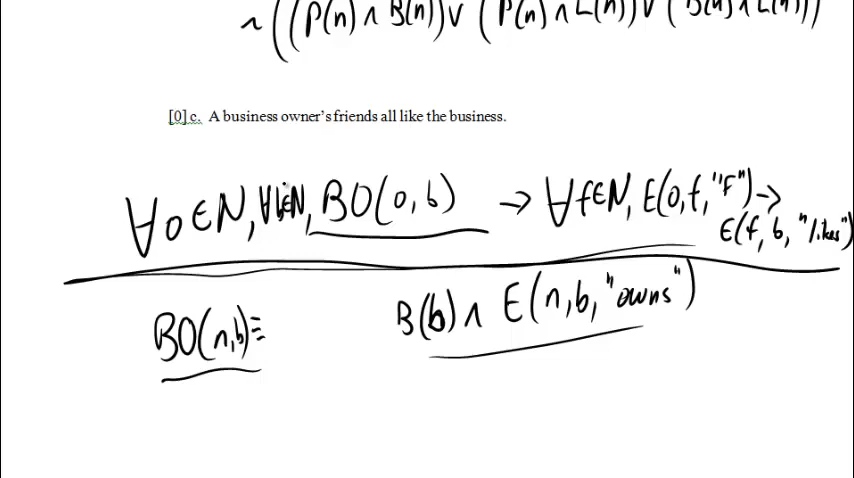 ~((P(n) ∧ B(n)) ∨ (P(n) ∧ L(n)) ∨ (B(n) ∧ L(n)))
[0] c. A business owner's friends all like the business.
∀o∈N, ∀b∈N, BO(o, b) → ∀f∈N, E(o,f,"F") →
E(f, b, "likes")
BO(n,b) ≡ B(b) ∧ E(n,b,"owns")